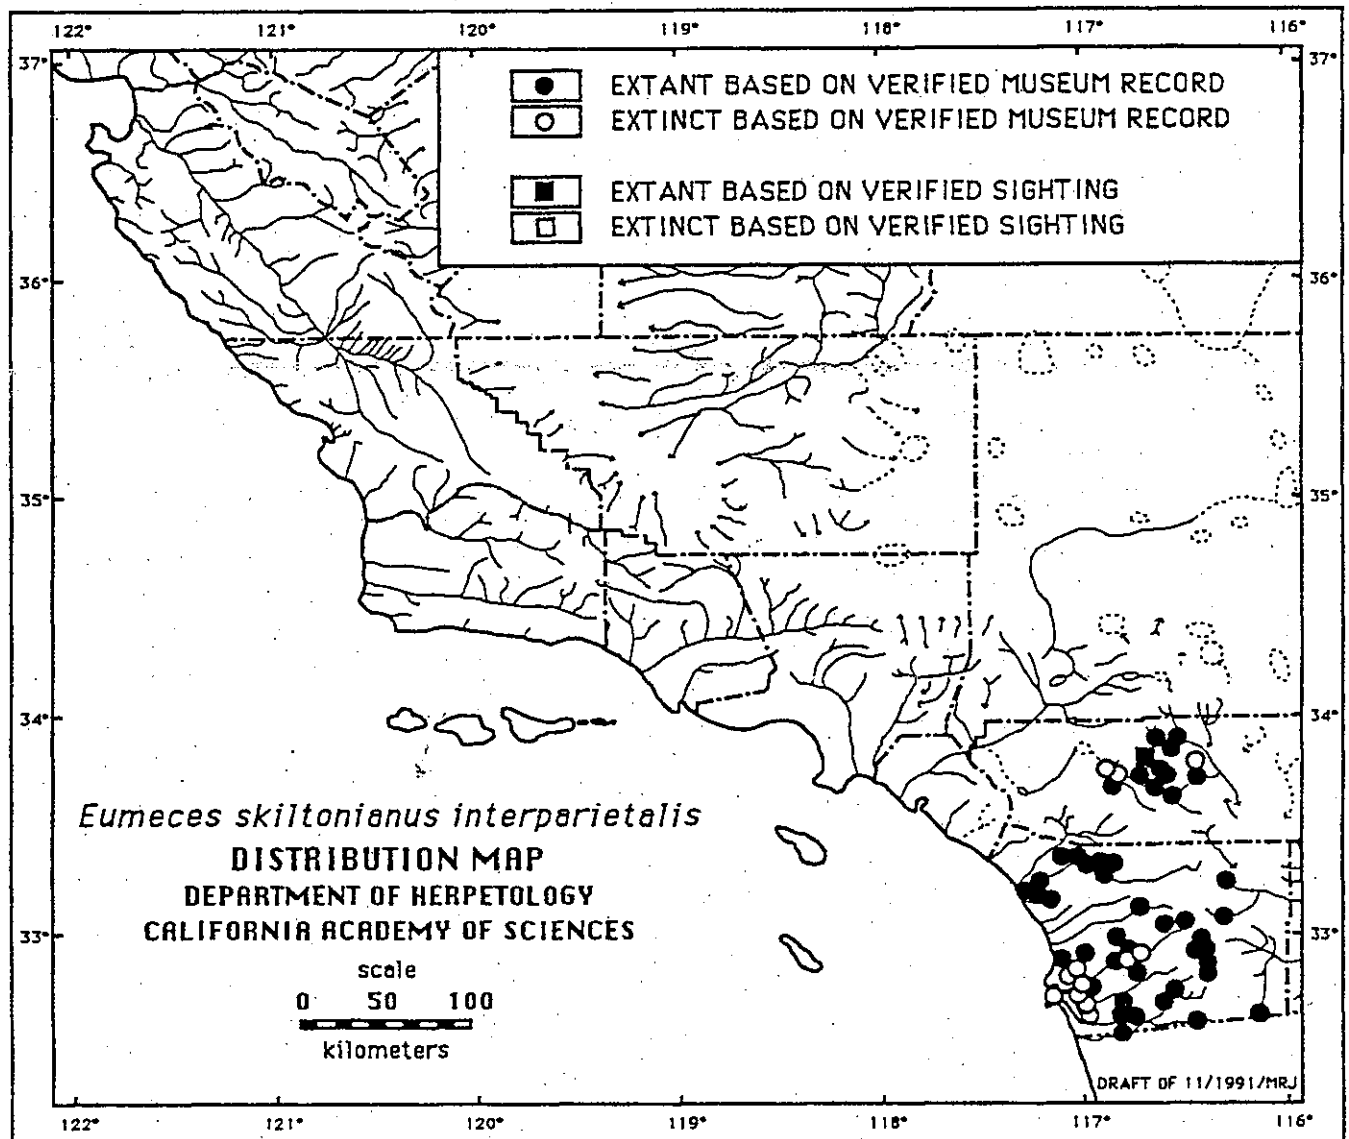 122° 121° 120° 119° 118° 117° 116°
37° 37°
EXTANT BASED ON VERIFIED MUSEUM RECORD
EXTINCT BASED ON VERIFIED MUSEUM RECORD
EXTANT BASED ON VERIFIED SIGHTING
EXTINCT BASED ON VERIFIED SIGHTING
36° 36°
35° 35°
34° 34°
Eumeces skiltonianus interparietalis
DISTRIBUTION MAP
DEPARTMENT OF HERPETOLOGY
CALIFORNIA ACADEMY OF SCIENCES
33° 33°
scale
0 50 100
kilometers
DRAFT OF 11/1991/MRJ
122° 121° 120° 119° 118° 117° 116°